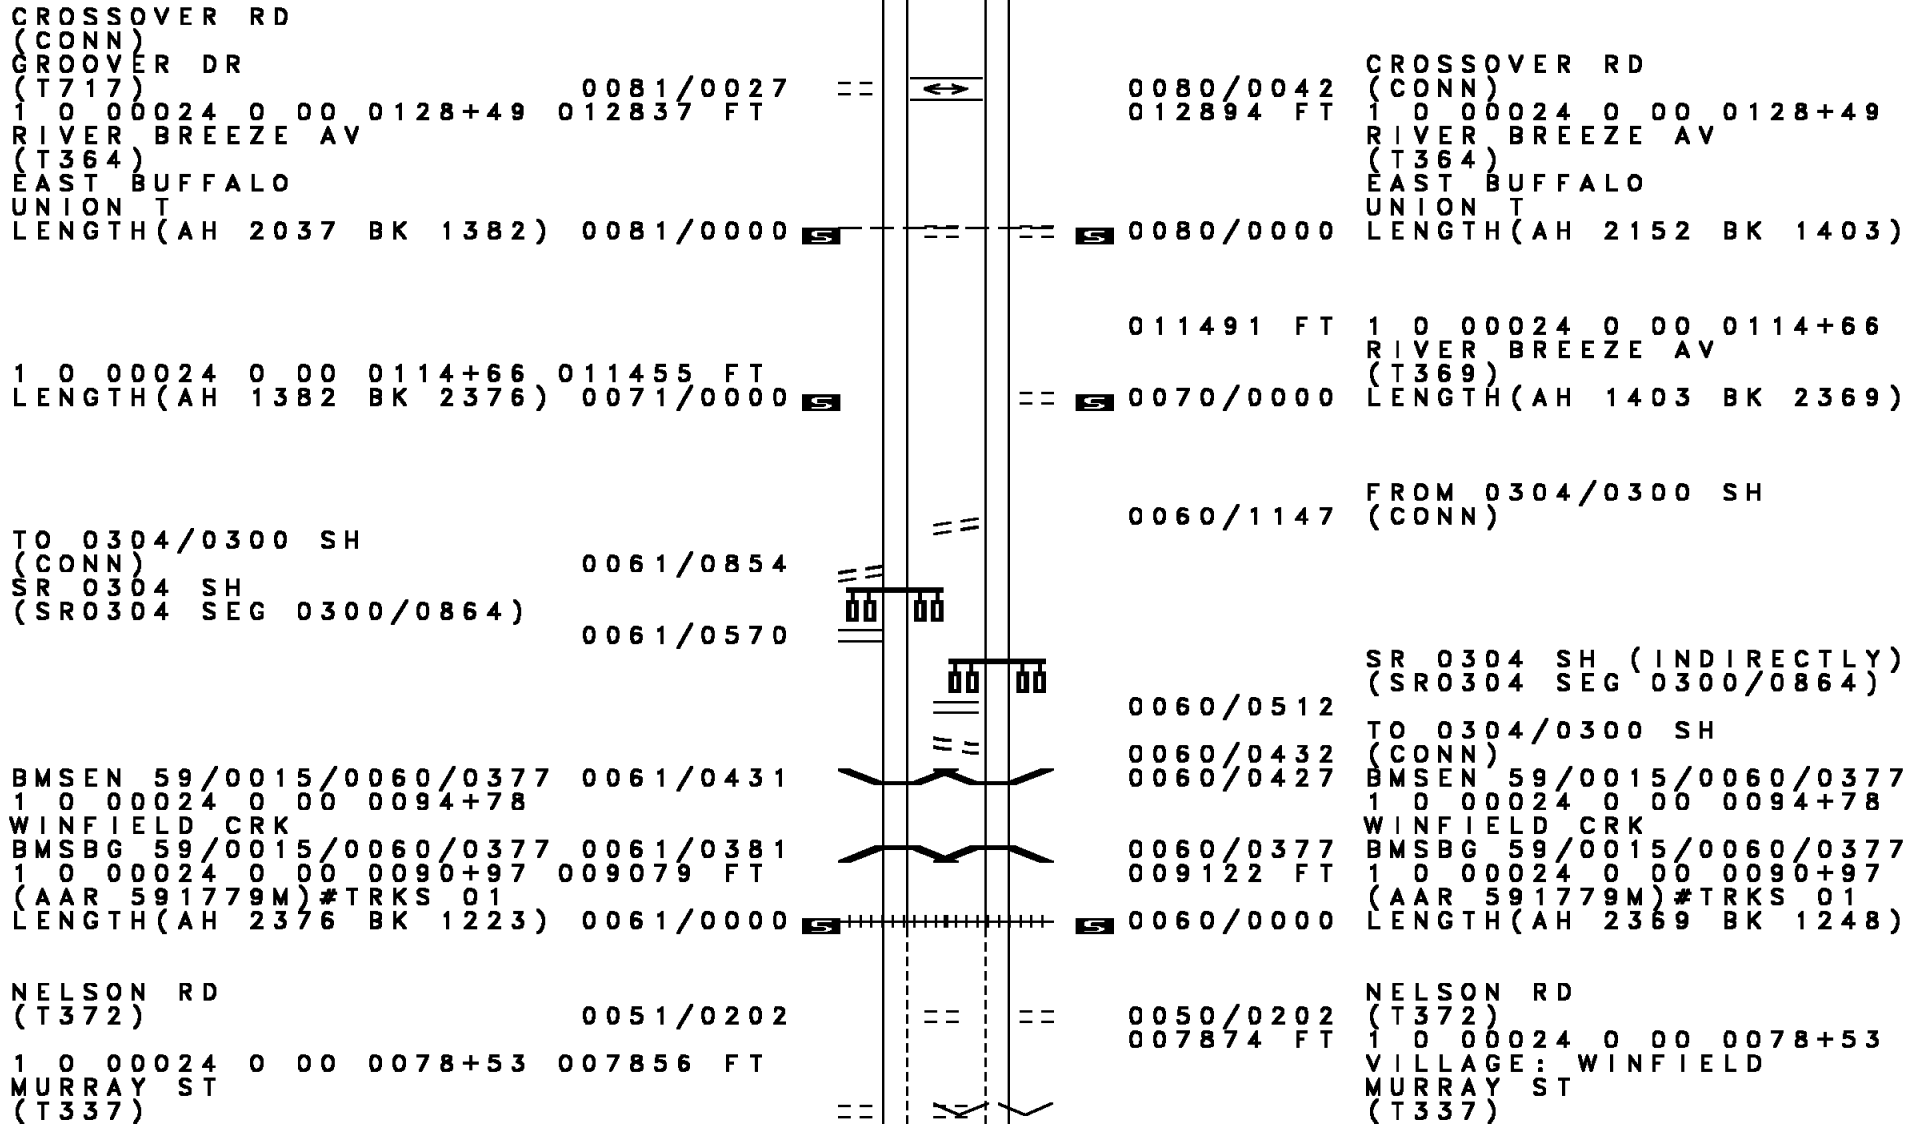 CROSSOVER RD
(CONN)
GROOVER DR
(T717) 0081/0027
1 0 00024 0 00 0128+49 012837 FT
RIVER BREEZE AV
(T364)
EAST BUFFALO
UNION T
LENGTH(AH 2037 BK 1382) 0081/0000 S
1 0 00024 0 00 0114+66 011455 FT
LENGTH(AH 1382 BK 2376) 0071/0000 S
TO 0304/0300 SH
(CONN) 0061/0854
SR 0304 SH
(SR0304 SEG 0300/0864)
0061/0570
BMSEN 59/0015/0060/0377 0061/0431
1 0 00024 0 00 0094+78
WINFIELD CRK
BMSBG 59/0015/0060/0377 0061/0381
1 0 00024 0 00 0090+97 009079 FT
(AAR 591779M)#TRKS 01
LENGTH(AH 2376 BK 1223) 0061/0000 S
NELSON RD
(T372) 0051/0202
1 0 00024 0 00 0078+53 007856 FT
MURRAY ST
(T337)
CROSSOVER RD
0080/0042 (CONN)
012894 FT 1 0 00024 0 00 0128+49
RIVER BREEZE AV
(T364)
EAST BUFFALO
UNION T
S 0080/0000 LENGTH(AH 2152 BK 1403)
011491 FT 1 0 00024 0 00 0114+66
RIVER BREEZE AV
(T369)
S 0070/0000 LENGTH(AH 1403 BK 2369)
FROM 0304/0300 SH
0060/1147 (CONN)
SR 0304 SH (INDIRECTLY)
(SR0304 SEG 0300/0864)
0060/0512
TO 0304/0300 SH
0060/0432 (CONN)
0060/0427 BMSEN 59/0015/0060/0377
1 0 00024 0 00 0094+78
WINFIELD CRK
0060/0377 BMSBG 59/0015/0060/0377
009122 FT 1 0 00024 0 00 0090+97
(AAR 591779M)#TRKS 01
S 0060/0000 LENGTH(AH 2369 BK 1248)
NELSON RD
0050/0202 (T372)
007874 FT 1 0 00024 0 00 0078+53
VILLAGE: WINFIELD
MURRAY ST
(T337)